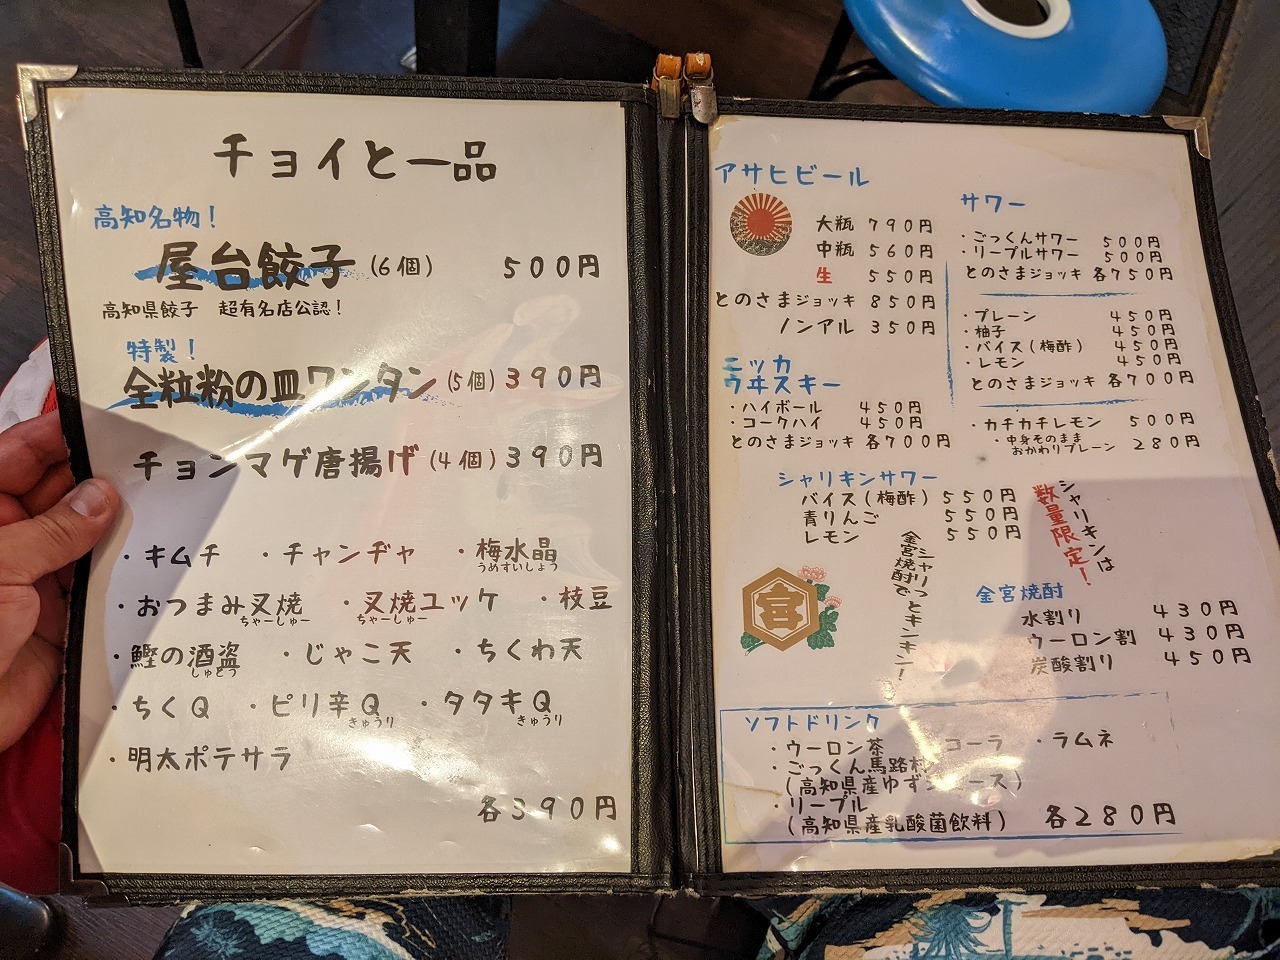 チョイと一品
高知名物!
屋台餃子(6個) 500円
高知県餃子 超有名店公認!
特製!
全粒粉の皿ワンタン(5個)390円
チョンマゲ唐揚げ(4個)390円
・キムチ ・チャンヂャ ・梅水晶
うめすいしょう
・おつまみ叉焼 ・叉焼ユッケ ・枝豆
ちゃーしゅー ちゃーしゅー
・鰹の酒盗 ・じゃこ天 ・ちくわ天
しゅとう
・ちくQ ・ピリ辛Q ・タタキQ
きゅうり きゅうり
・明太ポテサラ
各390円
アサヒビール
大瓶 790円
中瓶 560円
生 550円
とのさまジョッキ 850円
ノンアル 350円
モッカ
ウヰスキー
・ハイボール 450円
・コークハイ 450円
とのさまジョッキ 各700円
サワー
・ごっくんサワー 500円
・リープルサワー 500円
とのさまジョッキ 各750円
・プレーン 450円
・柚子 450円
・バイス(梅酢) 450円
・レモン 450円
とのさまジョッキ 各700円
・カチカチレモン 500円
・中身そのまま
おかわりプレーン 280円
シャリキンサワー
バイス(梅酢) 550円
青りんご 550円
レモン 550円
シャリキンは
数量限定!
金宮焼酎で
シャリっとキンキン!
宮
金宮焼酎
水割り 430円
ウーロン割 430円
炭酸割り 450円
ソフトドリンク
・ウーロン茶 コーラ ・ラムネ
・ごっくん馬路村
(高知県産ゆずジュース)
・リープル
(高知県産乳酸菌飲料) 各280円